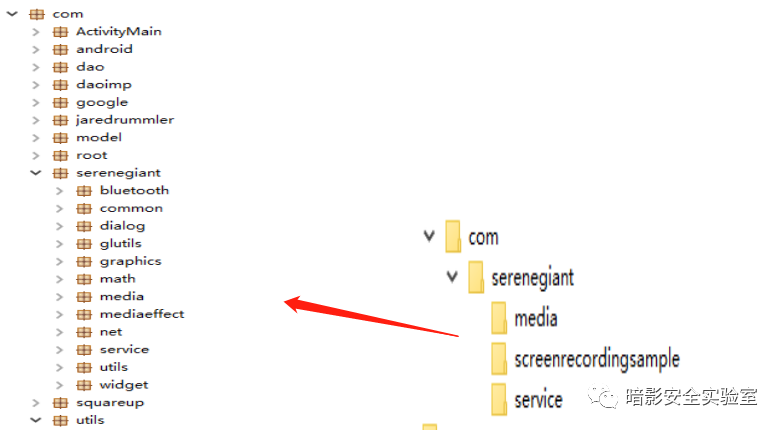 com
ActivityMain
android
dao
daoimp
google
jaredrummler
model
root
serenegiant
bluetooth
common
dialog
glutils
graphics
math
media
mediaeffect
net
service
utils
widget
squareup
utils
com
serenegiant
media
screenrecordingsample
service
暗影安全实验室